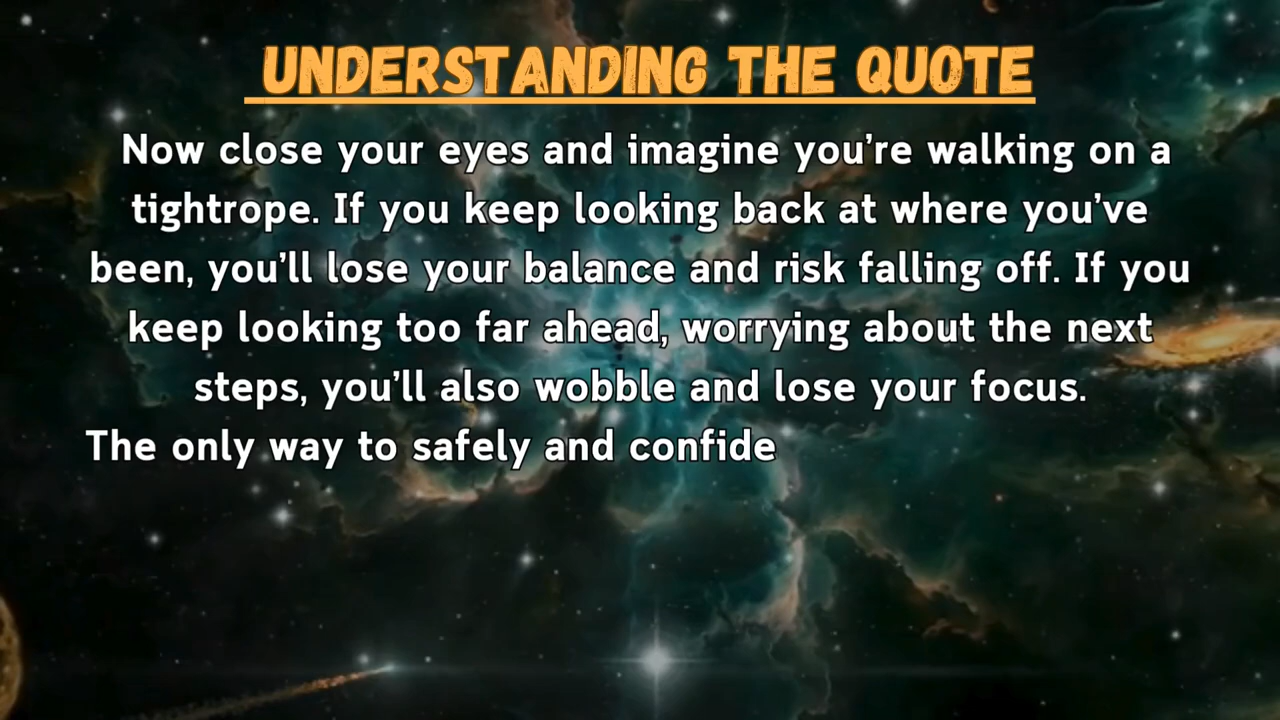 UNDERSTANDING THE QUOTE
Now close your eyes and imagine you're walking on a
tightrope. If you keep looking back at where you've
been, you'll lose your balance and risk falling off. If you
keep looking too far ahead, worrying about the next
steps, you'll also wobble and lose your focus.
The only way to safely and confide